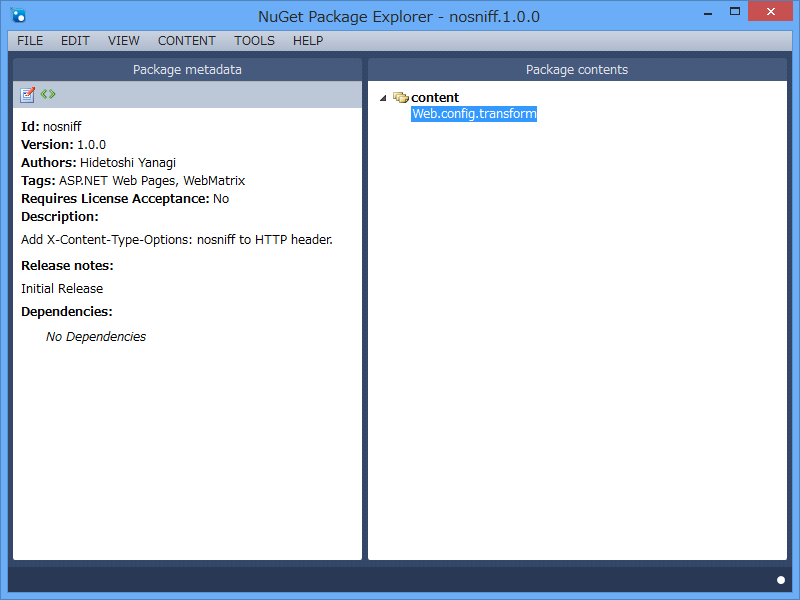 NuGet Package Explorer - nosniff.1.0.0
FILE EDIT VIEW CONTENT TOOLS HELP
Package metadata
Id: nosniff
Version: 1.0.0
Authors: Hidetoshi Yanagi
Tags: ASP.NET Web Pages, WebMatrix
Requires License Acceptance: No
Description:
Add X-Content-Type-Options: nosniff to HTTP header.
Release notes:
Initial Release
Dependencies:
No Dependencies
Package contents
content
Web.config.transform